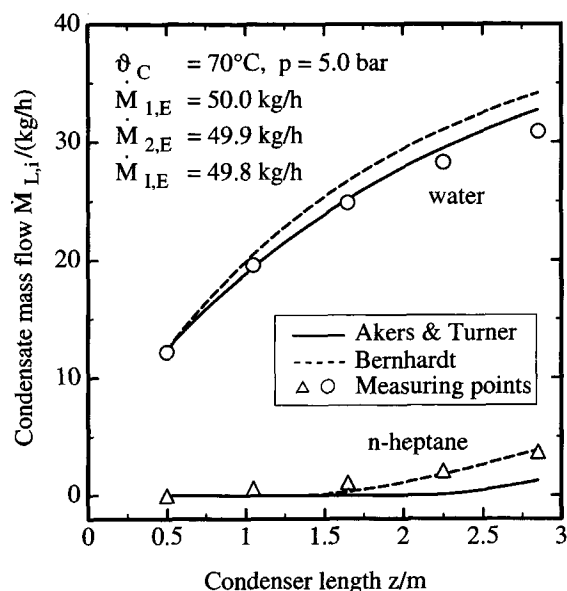 40
30
20
10
0
0
0.5
1
1.5
2
2.5
3
ϑ_C = 70°C, p = 5.0 bar
Ṁ_1,E = 50.0 kg/h
Ṁ_2,E = 49.9 kg/h
Ṁ_I,E = 49.8 kg/h
water
Akers & Turner
Bernhardt
Measuring points
n-heptane
Condensate mass flow Ṁ_L,i/(kg/h)
Condenser length z/m